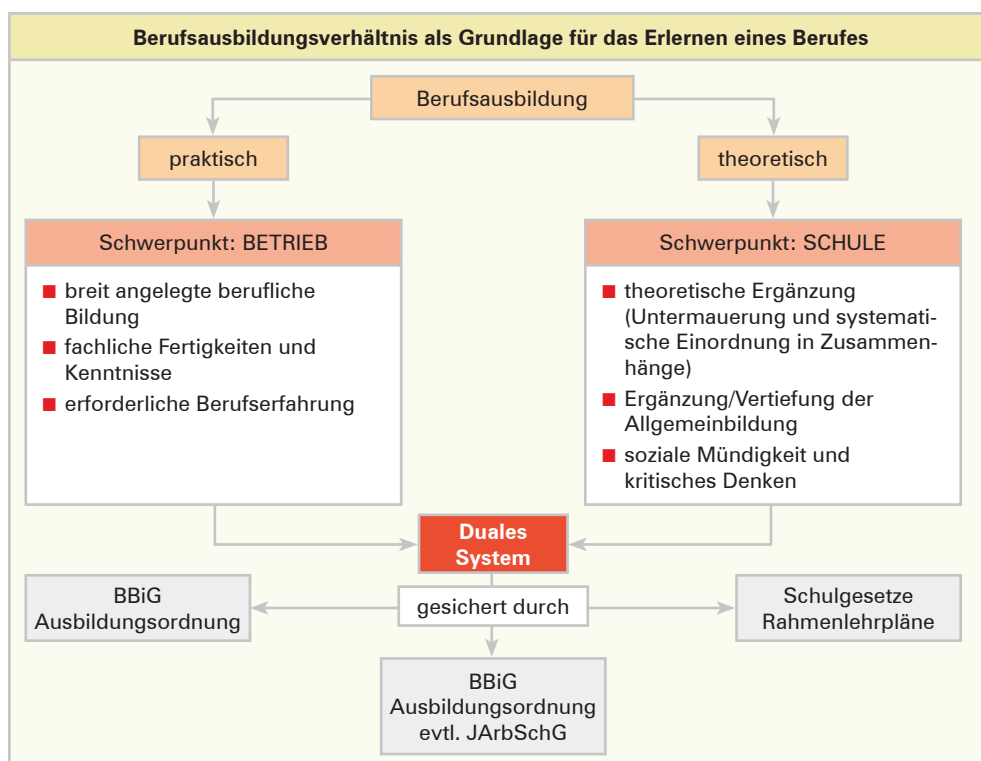 Berufsausbildungsverhältnis als Grundlage für das Erlernen eines Berufes
Berufsausbildung
praktisch
theoretisch
Schwerpunkt: BETRIEB
■ breit angelegte berufliche
Bildung
■ fachliche Fertigkeiten und
Kenntnisse
■ erforderliche Berufserfahrung
Schwerpunkt: SCHULE
■ theoretische Ergänzung
(Untermauerung und systemati-
sche Einordnung in Zusammen-
hänge)
■ Ergänzung/Vertiefung der
Allgemeinbildung
■ soziale Mündigkeit und
kritisches Denken
Duales
System
gesichert durch
BBiG
Ausbildungsordnung
Schulgesetze
Rahmenlehrpläne
BBiG
Ausbildungsordnung
evtl. JArbSchG